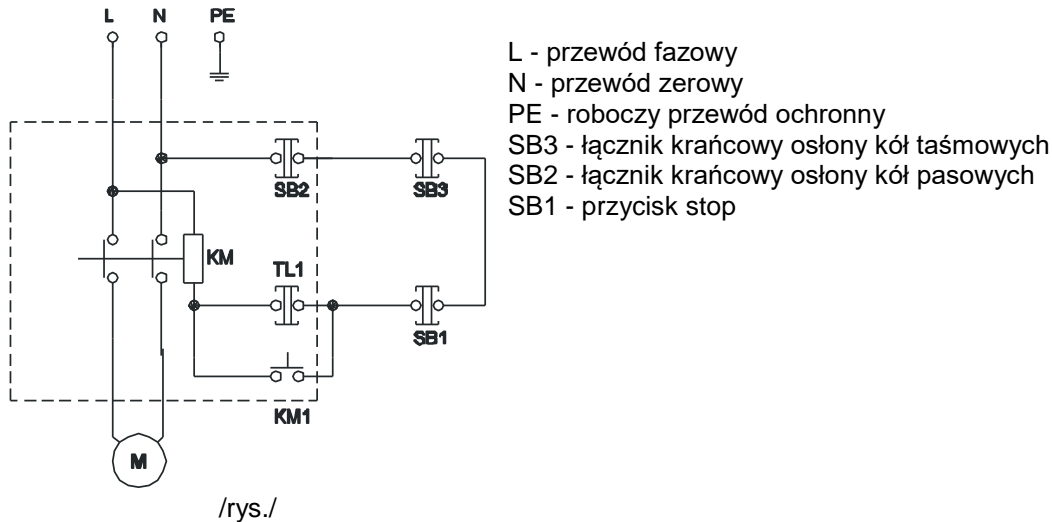 L N PE
L - przewód fazowy
N - przewód zerowy
PE - roboczy przewód ochronny
SB3 - łącznik krańcowy osłony kół taśmowych
SB2 - łącznik krańcowy osłony kół pasowych
SB1 - przycisk stop
SB2 SB3
KM
TL1
SB1
KM1
M
/rys./